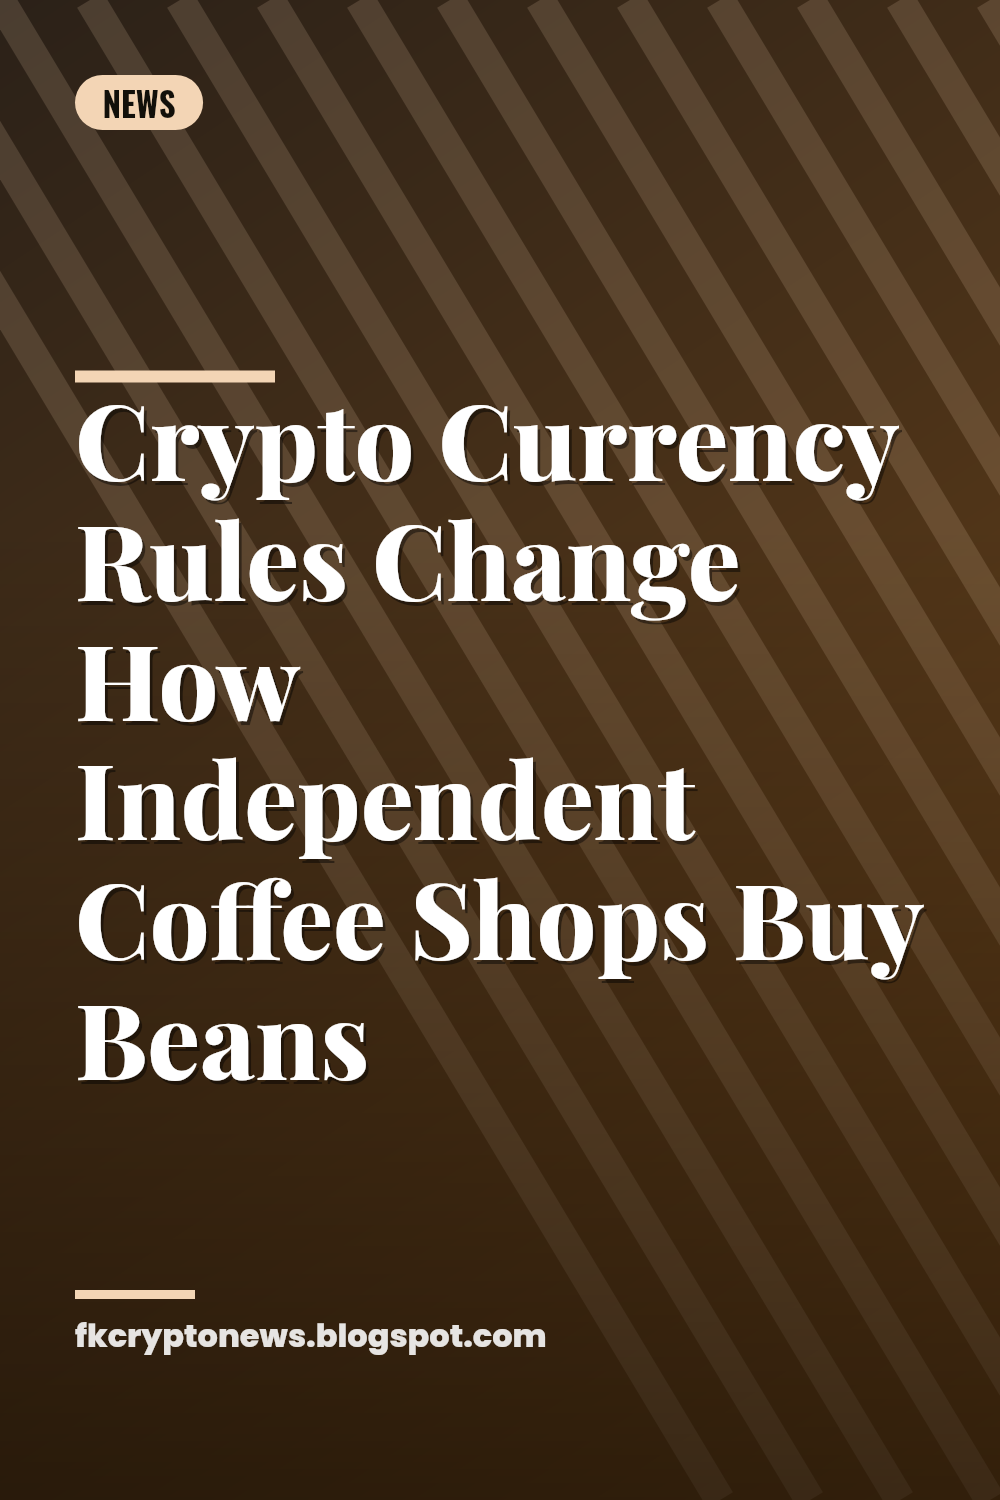 NEWS
Crypto Currency
Rules Change
How
Independent
Coffee Shops Buy
Beans
fkcryptonews.blogspot.com